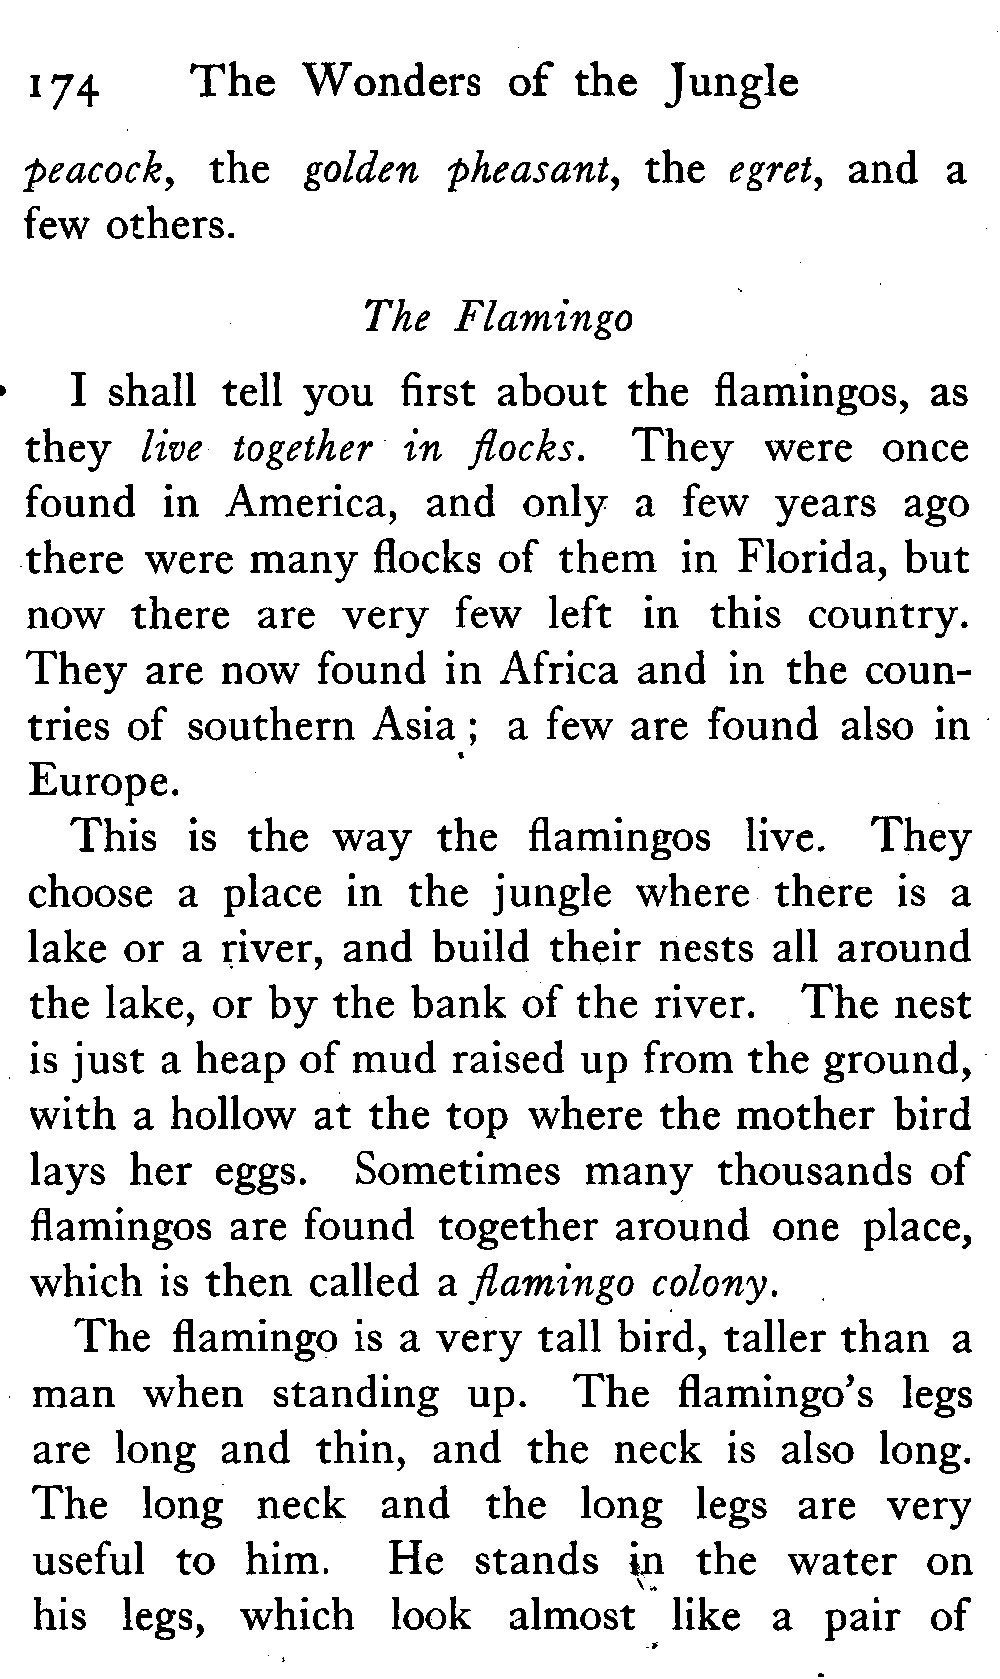 174 The Wonders of the Jungle
peacock, the golden pheasant, the egret, and a
few others.
The Flamingo
I shall tell you first about the flamingos, as
they live together in flocks. They were once
found in America, and only a few years ago
there were many flocks of them in Florida, but
now there are very few left in this country.
They are now found in Africa and in the coun-
tries of southern Asia; a few are found also in
Europe.
This is the way the flamingos live. They
choose a place in the jungle where there is a
lake or a river, and build their nests all around
the lake, or by the bank of the river. The nest
is just a heap of mud raised up from the ground,
with a hollow at the top where the mother bird
lays her eggs. Sometimes many thousands of
flamingos are found together around one place,
which is then called a flamingo colony.
The flamingo is a very tall bird, taller than a
man when standing up. The flamingo's legs
are long and thin, and the neck is also long.
The long neck and the long legs are very
useful to him. He stands in the water on
his legs, which look almost like a pair of